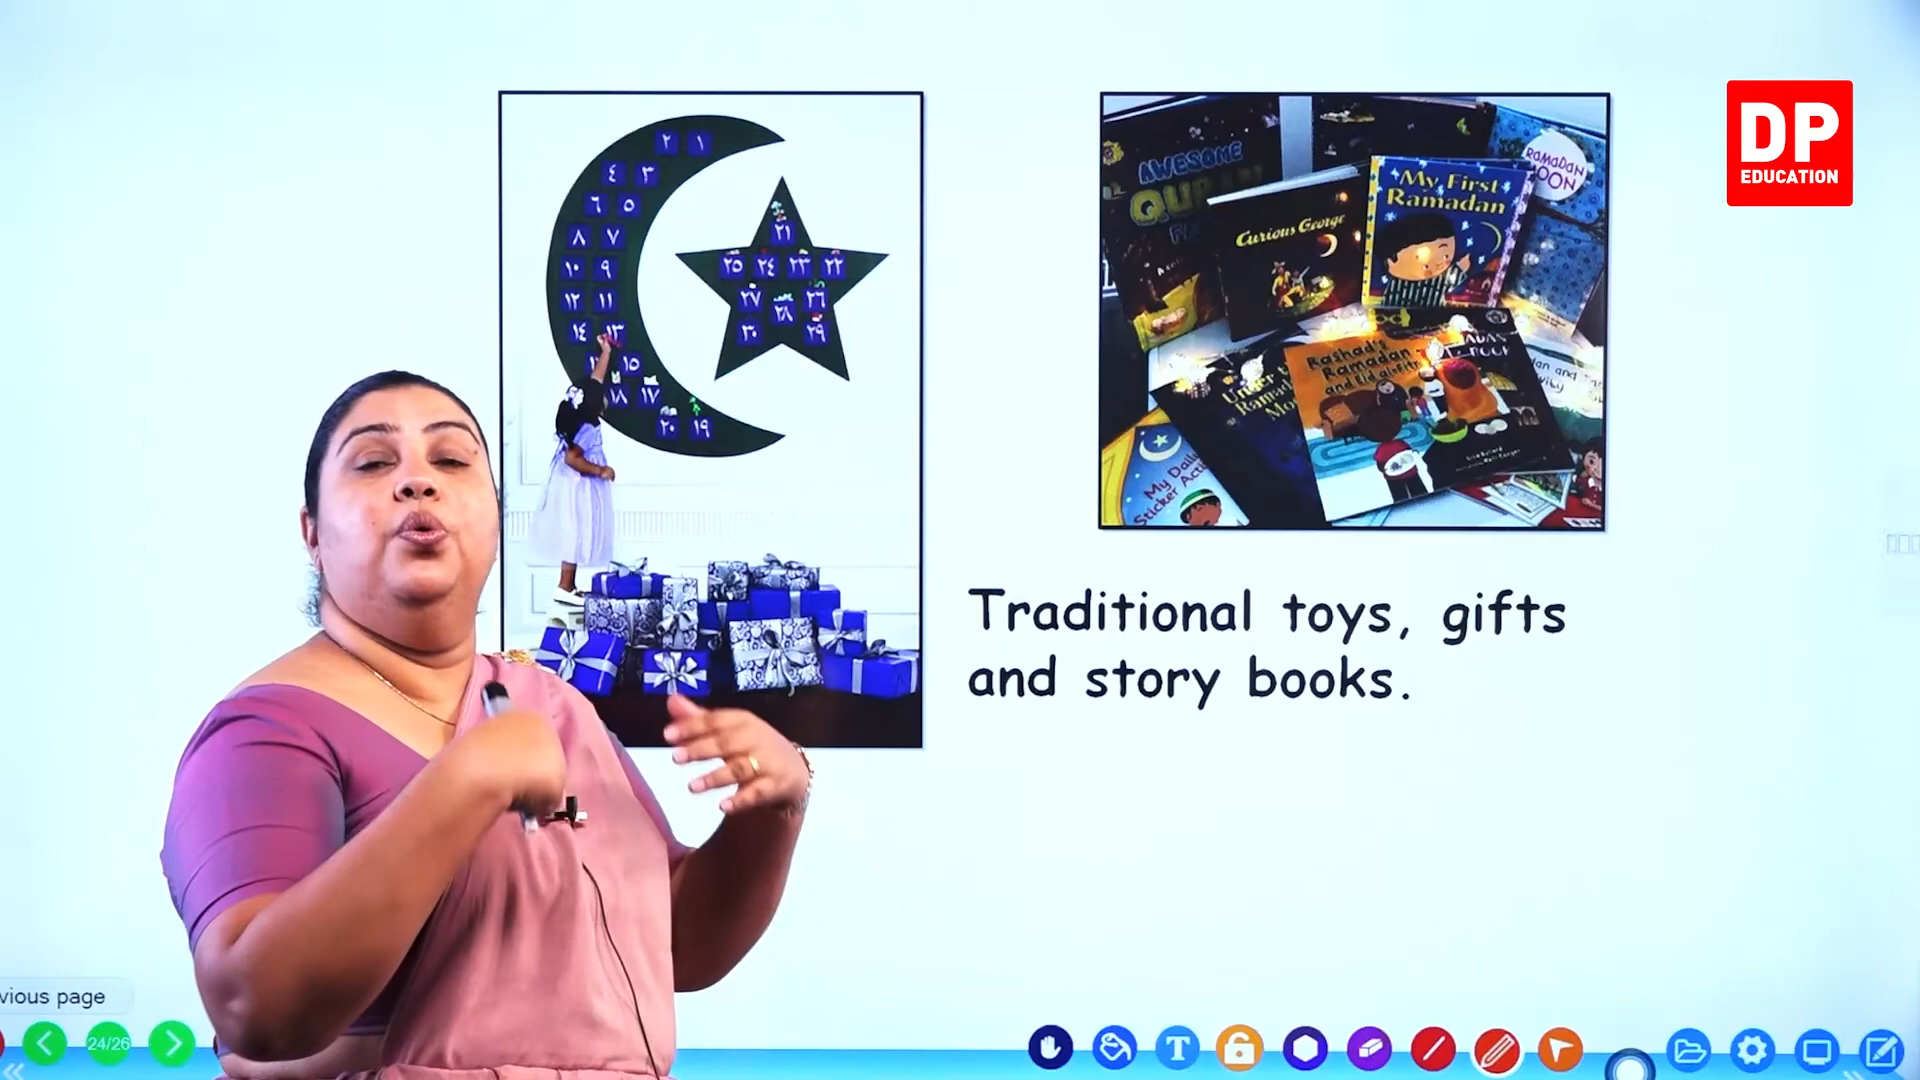 DP
EDUCATION
٢ ١
٤ ٣
٦ ٥
٨ ٧
١٠ ٩
١٢ ١١
١٤ ١٣
١٥
١٨ ١٧
٢٠ ١٩
٢١
٢٥ ٢٤ ٢٣ ٢٢
٢٧ ٢٨ ٢٦
٣٠ ٢٩
AWESOME
Curious George
My First
Ramadan
RAMADAN
MOON
Rashad's
Ramadan
and Eid al-Fitr
My Daily
Sticker
Traditional toys, gifts
and story books.
vious page
24/26
T